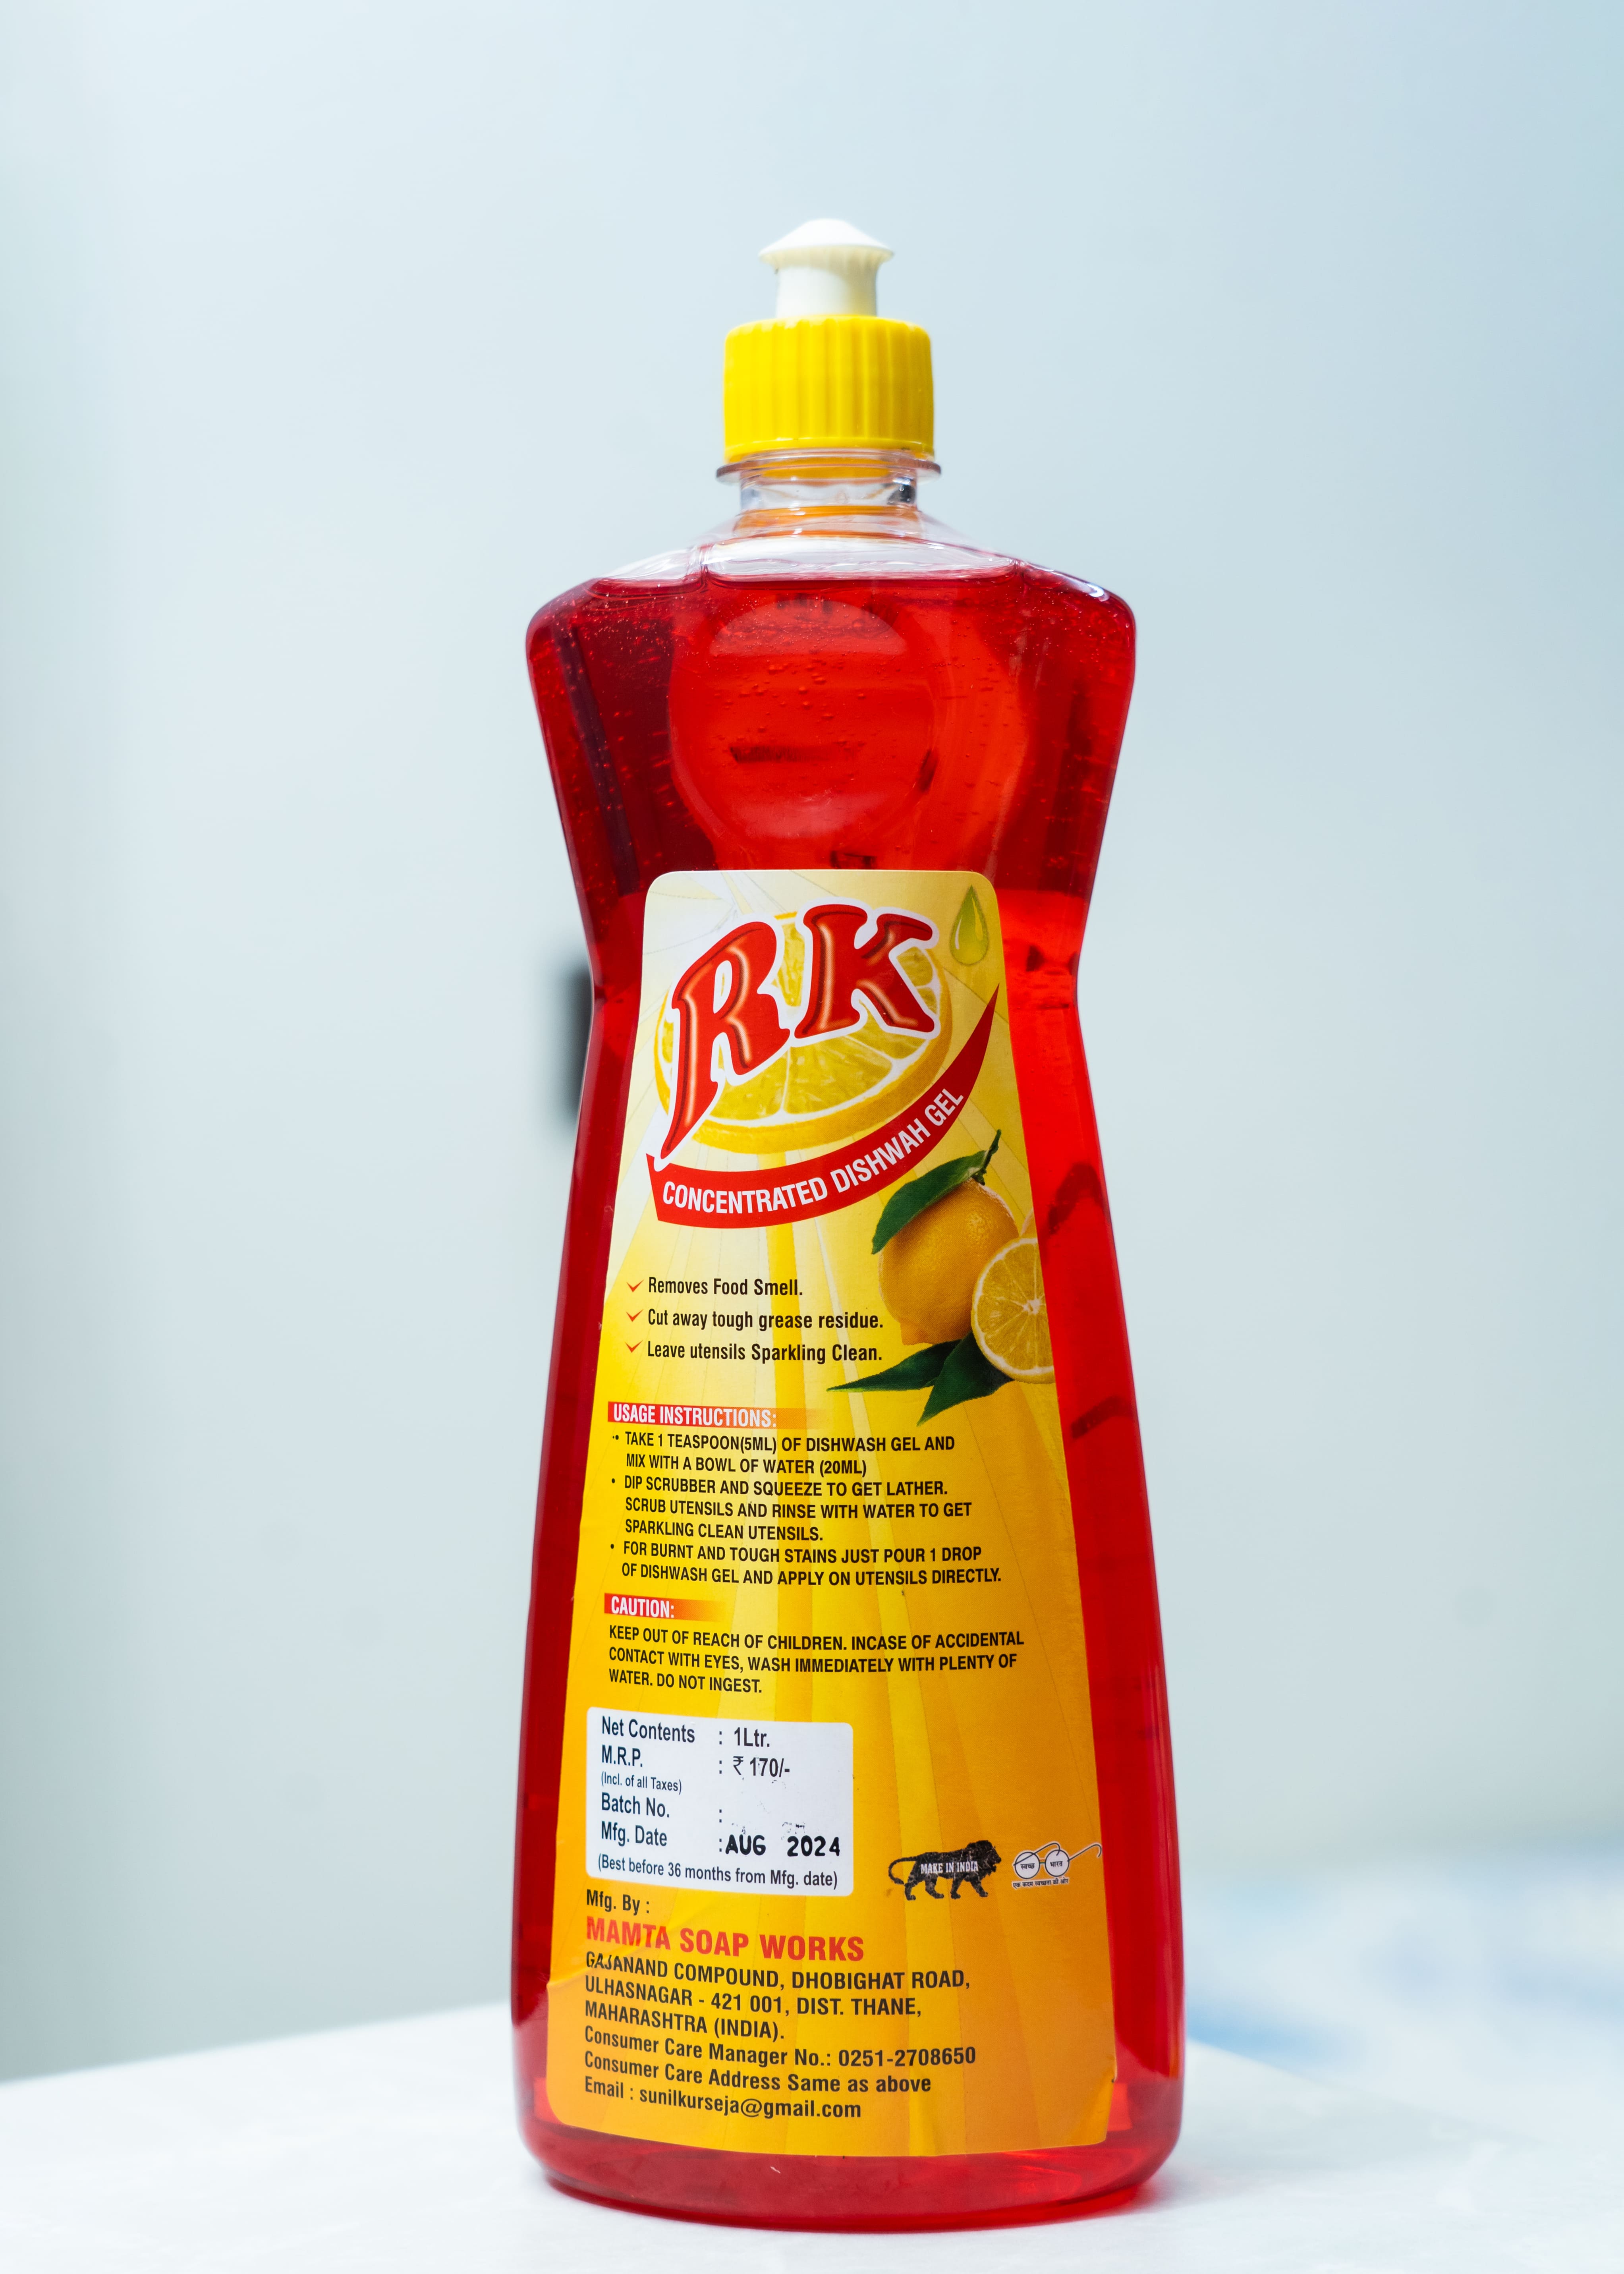 RK
CONCENTRATED DISHWAH GEL
Removes Food Smell.
Cut away tough grease residue.
Leave utensils Sparkling Clean.
USAGE INSTRUCTIONS:
• TAKE 1 TEASPOON(5ML) OF DISHWASH GEL AND
MIX WITH A BOWL OF WATER (20ML)
• DIP SCRUBBER AND SQUEEZE TO GET LATHER.
SCRUB UTENSILS AND RINSE WITH WATER TO GET
SPARKLING CLEAN UTENSILS.
• FOR BURNT AND TOUGH STAINS JUST POUR 1 DROP
OF DISHWASH GEL AND APPLY ON UTENSILS DIRECTLY.
CAUTION:
KEEP OUT OF REACH OF CHILDREN. INCASE OF ACCIDENTAL
CONTACT WITH EYES, WASH IMMEDIATELY WITH PLENTY OF
WATER. DO NOT INGEST.
Net Contents : 1Ltr.
M.R.P. : ₹ 170/-
(Incl. of all Taxes)
Batch No. :
Mfg. Date : AUG 2024
(Best before 36 months from Mfg. date)
MAKE IN INDIA
स्वच्छ भारत
एक कदम स्वच्छता की ओर
Mfg. By :
MAMTA SOAP WORKS
GAJANAND COMPOUND, DHOBIGHAT ROAD,
ULHASNAGAR - 421 001, DIST. THANE,
MAHARASHTRA (INDIA).
Consumer Care Manager No.: 0251-2708650
Consumer Care Address Same as above
Email : sunilkurseja@gmail.com